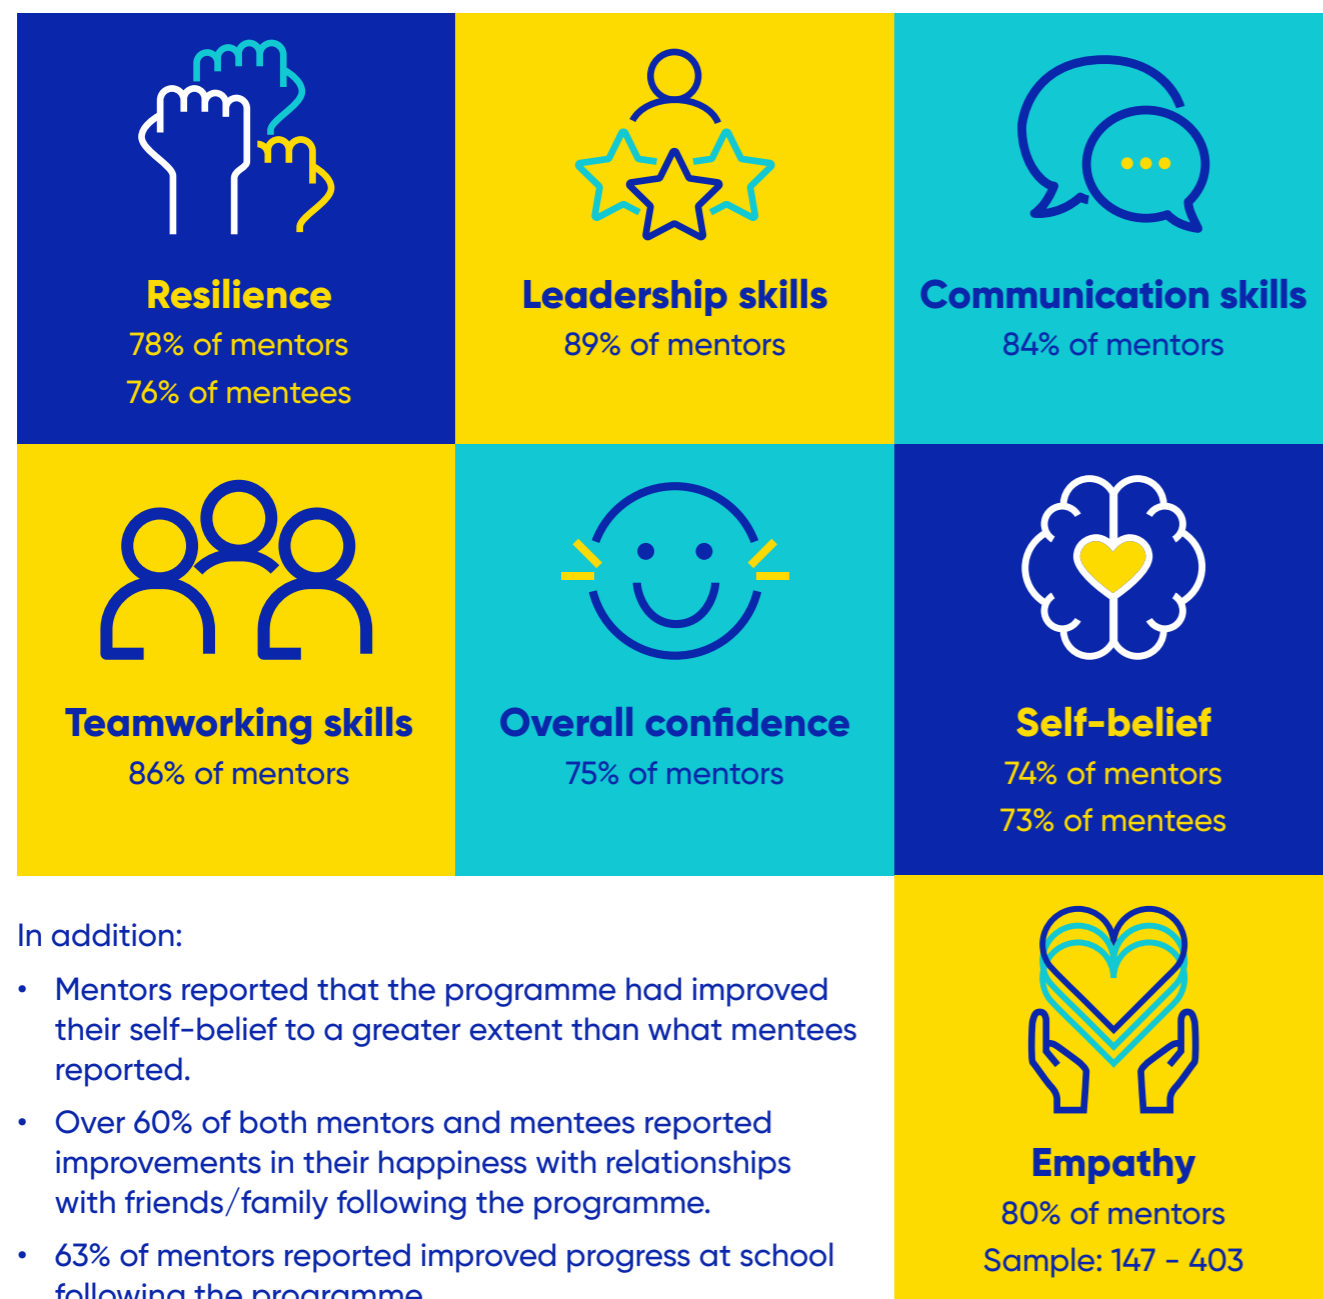 Resilience
78% of mentors
76% of mentees
Leadership skills
89% of mentors
Communication skills
84% of mentors
Teamworking skills
86% of mentors
Overall confidence
75% of mentors
Self-belief
74% of mentors
73% of mentees
In addition:
• Mentors reported that the programme had improved
their self-belief to a greater extent than what mentees
reported.
• Over 60% of both mentors and mentees reported
improvements in their happiness with relationships
with friends/family following the programme.
• 63% of mentors reported improved progress at school
following the programme
Empathy
80% of mentors
Sample: 147 - 403